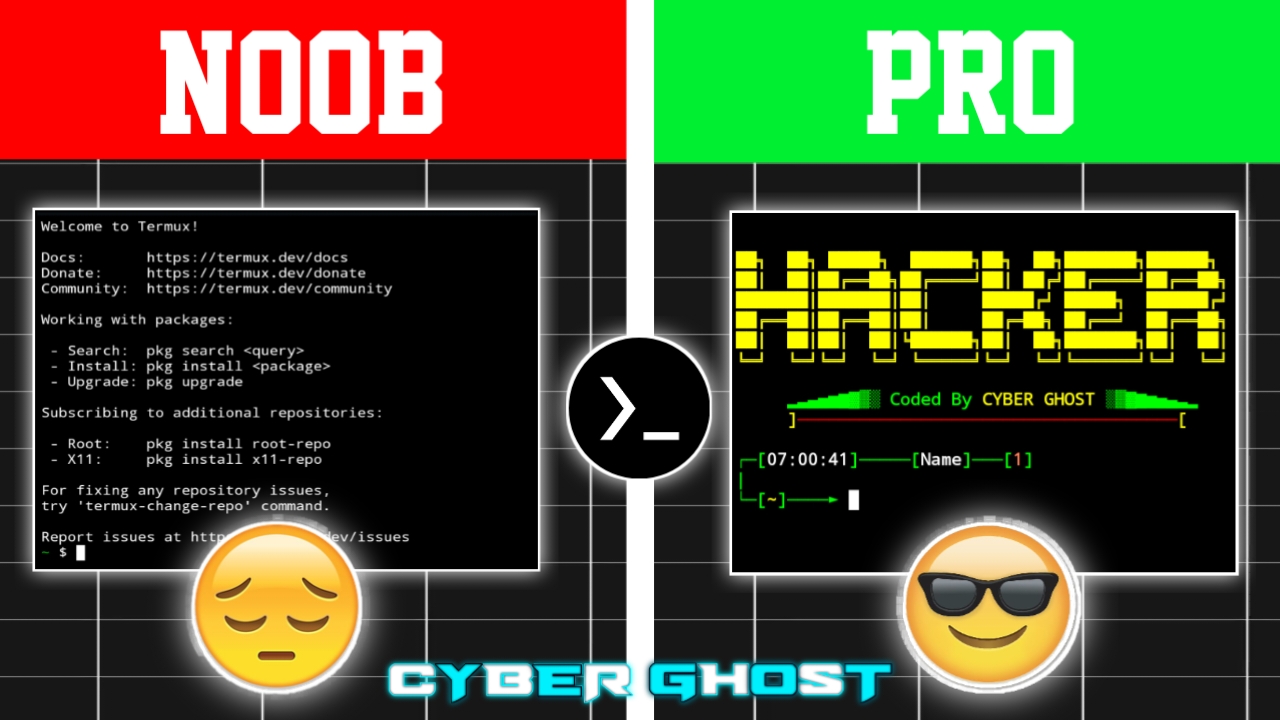 NOOB
PRO
Welcome to Termux!
Docs: https://termux.dev/docs
Donate: https://termux.dev/donate
Community: https://termux.dev/community
Working with packages:
- Search: pkg search <query>
- Install: pkg install <package>
- Upgrade: pkg upgrade
Subscribing to additional repositories:
- Root: pkg install root-repo
- X11: pkg install x11-repo
For fixing any repository issues,
try 'termux-change-repo' command.
Report issues at http ev/issues
~ $
HACKER
Coded By CYBER GHOST
][
[07:00:41] [Name] [1]
[~]
>_
CYBER GHOST